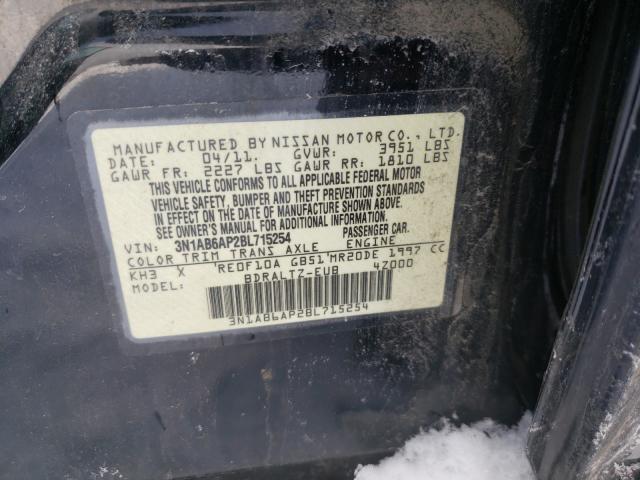 MANUFACTURED BY NISSAN MOTOR CO., LTD.
DATE: 04/11. GVWR: 3951 LBS
GAWR FR: 2227 LBS GAWR RR: 1810 LBS
THIS VEHICLE CONFORMS TO ALL APPLICABLE FEDERAL MOTOR
VEHICLE SAFETY, BUMPER AND THEFT PREVENTION STANDARDS
IN EFFECT ON THE DATE OF MANUFACTURE SHOWN ABOVE.
SEE OWNER'S MANUAL FOR ADDITIONAL INFORMATION.
VIN: 3N1AB6AP2BL715254 PASSENGER CAR.
COLOR TRIM TRANS AXLE ENGINE
KH3 X RE0F10A GB51 MR20DE 1997 CC
BDRALTZ-EUB 4Z000
3N1AB6AP2BL715254